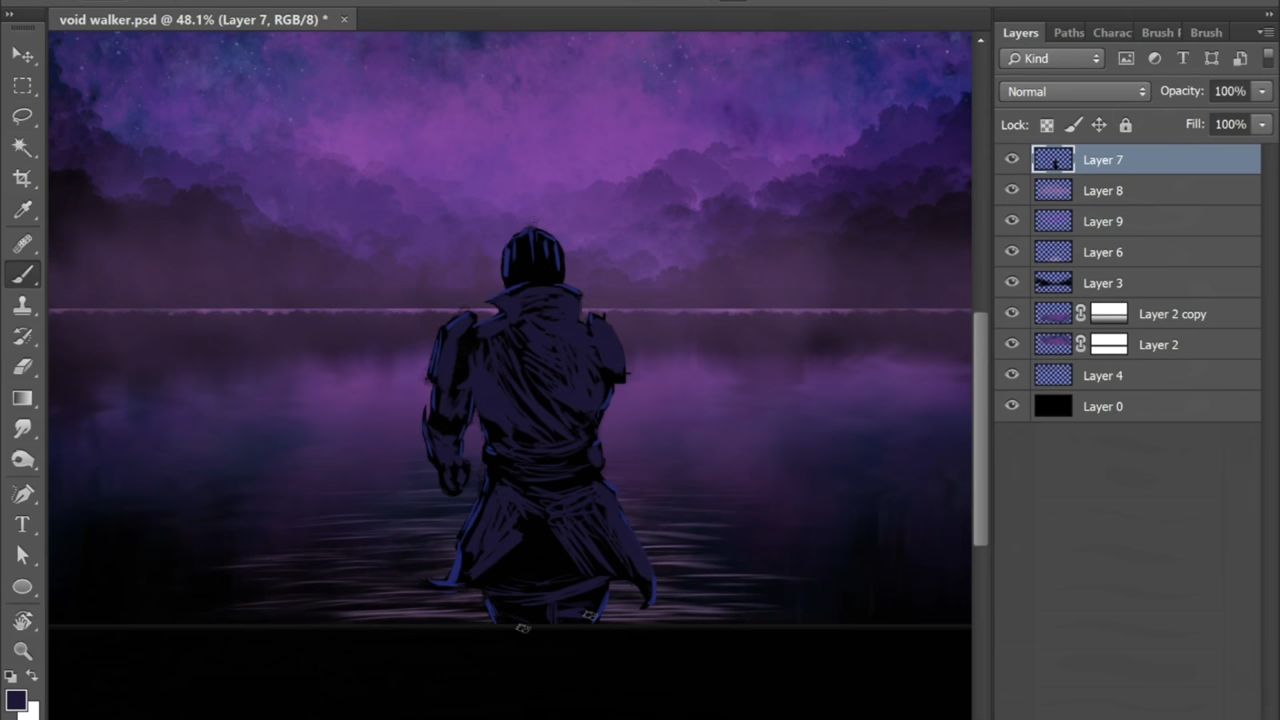 void walker.psd @ 48.1% (Layer 7, RGB/8) *
Layers Paths Charac Brush Brush
Kind
Normal Opacity: 100%
Lock: Fill: 100%
Layer 7
Layer 8
Layer 9
Layer 6
Layer 3
Layer 2 copy
Layer 2
Layer 4
Layer 0